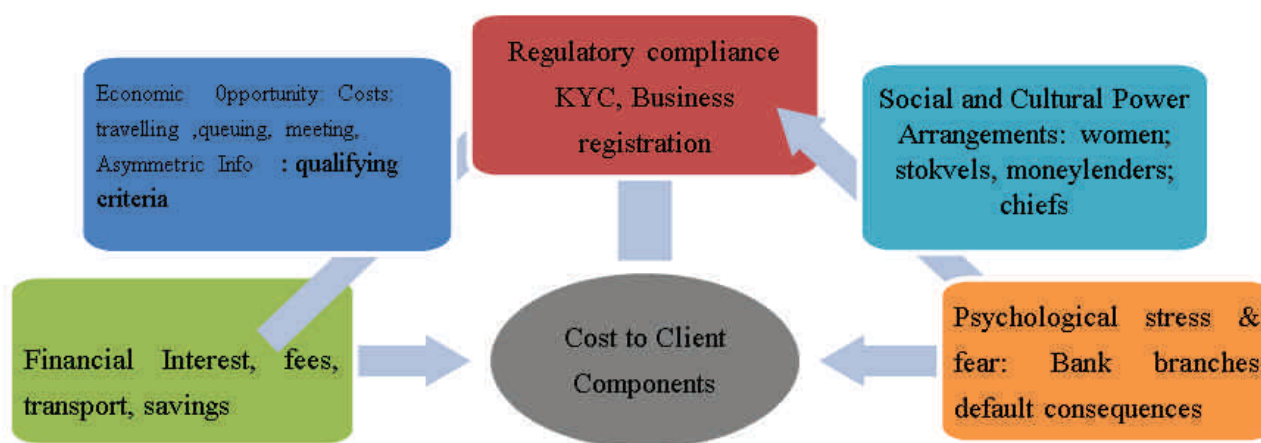 Economic 0pportunity: Costs:
travelling ,queuing, meeting,
Asymmetric Info : qualifying
criteria
Regulatory compliance
KYC, Business
registration
Social and Cultural Power
Arrangements: women;
stokvels, moneylenders;
chiefs
Financial Interest, fees,
transport, savings
Cost to Client
Components
Psychological stress &
fear: Bank branches
default consequences